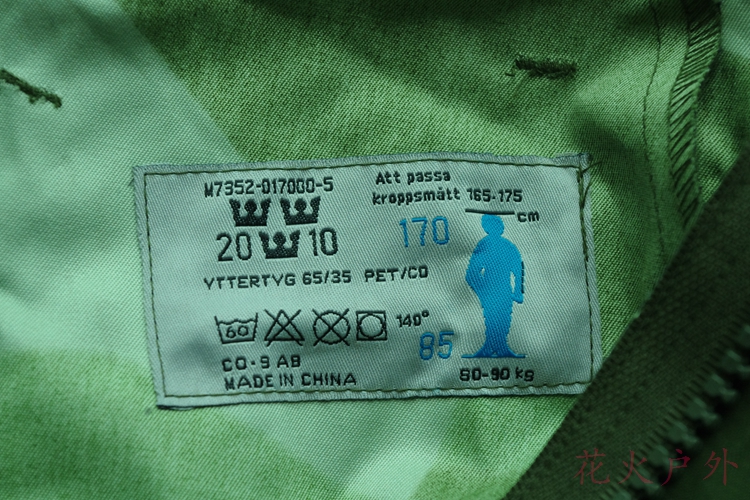 M7352-017000-5
Att passa
kroppsmått 165-175
cm
20 10
170
YTTERTYG 65/35 PET/CO
60
140°
85
CO-9 AB
MADE IN CHINA
80-90 kg
花火户外